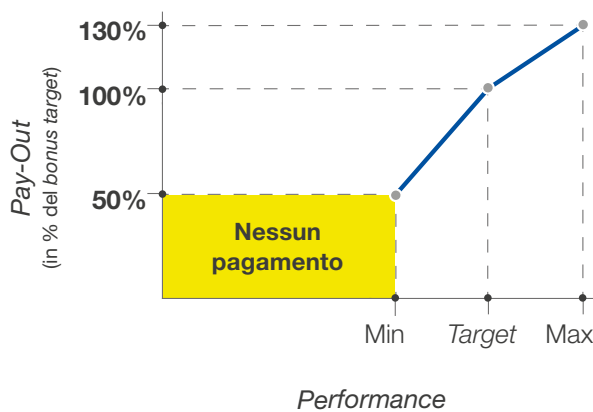 130%
100%
50%
Pay-Out
(in % del bonus target)
Nessun
pagamento
Min
Target
Max
Performance